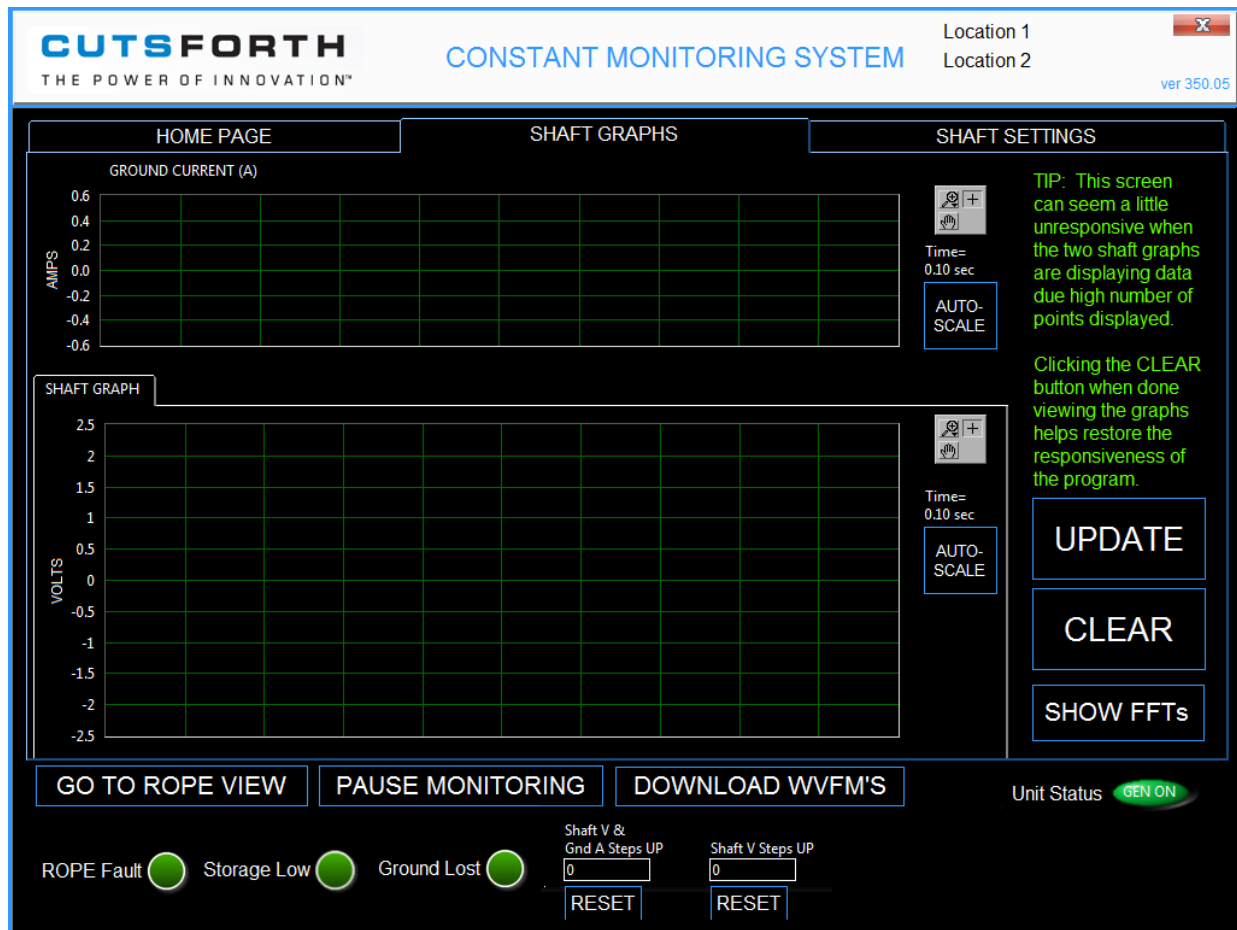 CUTSFORTH
THE POWER OF INNOVATION™
CONSTANT MONITORING SYSTEM
Location 1
Location 2
X
ver 350.05
HOME PAGE
SHAFT GRAPHS
SHAFT SETTINGS
GROUND CURRENT (A)
AMPS
0.6
0.4
0.2
0.0
-0.2
-0.4
-0.6
Time=
0.10 sec
AUTO-
SCALE
SHAFT GRAPH
VOLTS
2.5
2
1.5
1
0.5
0
-0.5
-1
-1.5
-2
-2.5
Time=
0.10 sec
AUTO-
SCALE
TIP: This screen
can seem a little
unresponsive when
the two shaft graphs
are displaying data
due high number of
points displayed.
Clicking the CLEAR
button when done
viewing the graphs
helps restore the
responsiveness of
the program.
UPDATE
CLEAR
SHOW FFTs
GO TO ROPE VIEW
PAUSE MONITORING
DOWNLOAD WVFM'S
Unit Status
GEN ON
ROPE Fault
Storage Low
Ground Lost
Shaft V &
Gnd A Steps UP
0
RESET
Shaft V Steps UP
0
RESET